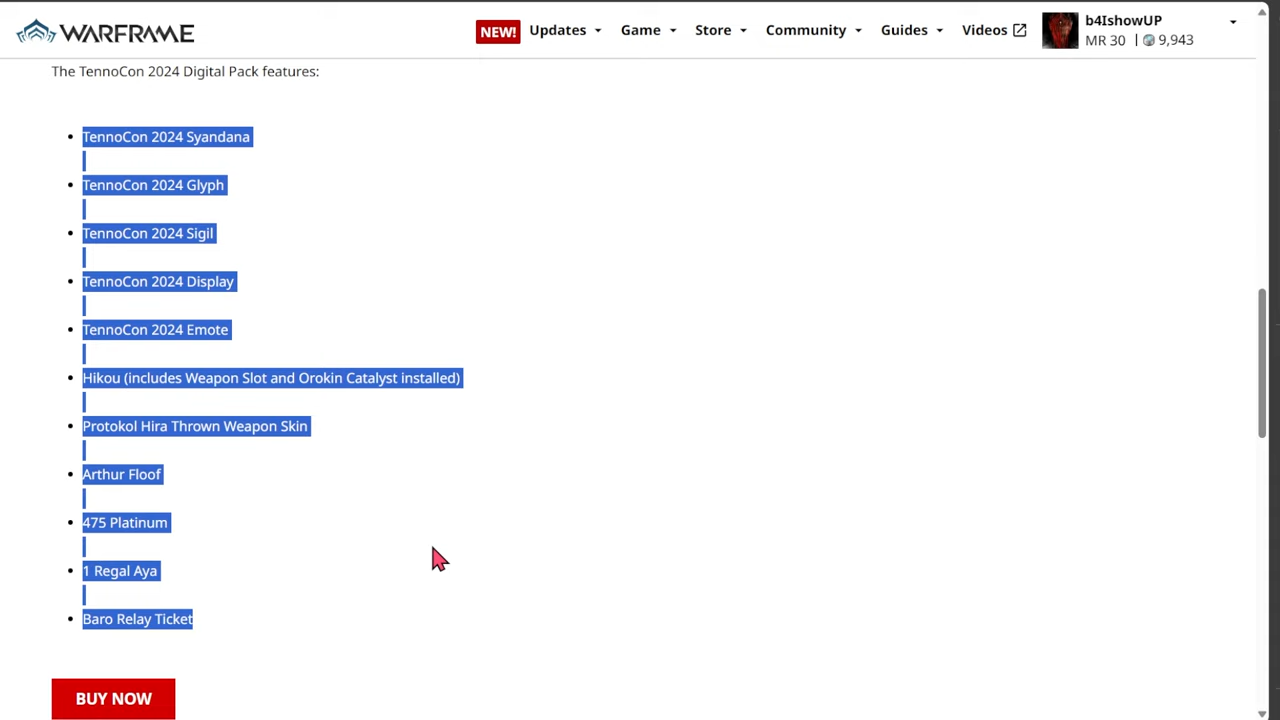 WARFRAME
NEW! Updates Game Store Community Guides Videos
b4IshowUP
MR 30 | 9,943
The TennoCon 2024 Digital Pack features:
• TennoCon 2024 Syandana
• TennoCon 2024 Glyph
• TennoCon 2024 Sigil
• TennoCon 2024 Display
• TennoCon 2024 Emote
• Hikou (includes Weapon Slot and Orokin Catalyst installed)
• Protokol Hira Thrown Weapon Skin
• Arthur Floof
• 475 Platinum
• 1 Regal Aya
• Baro Relay Ticket
BUY NOW